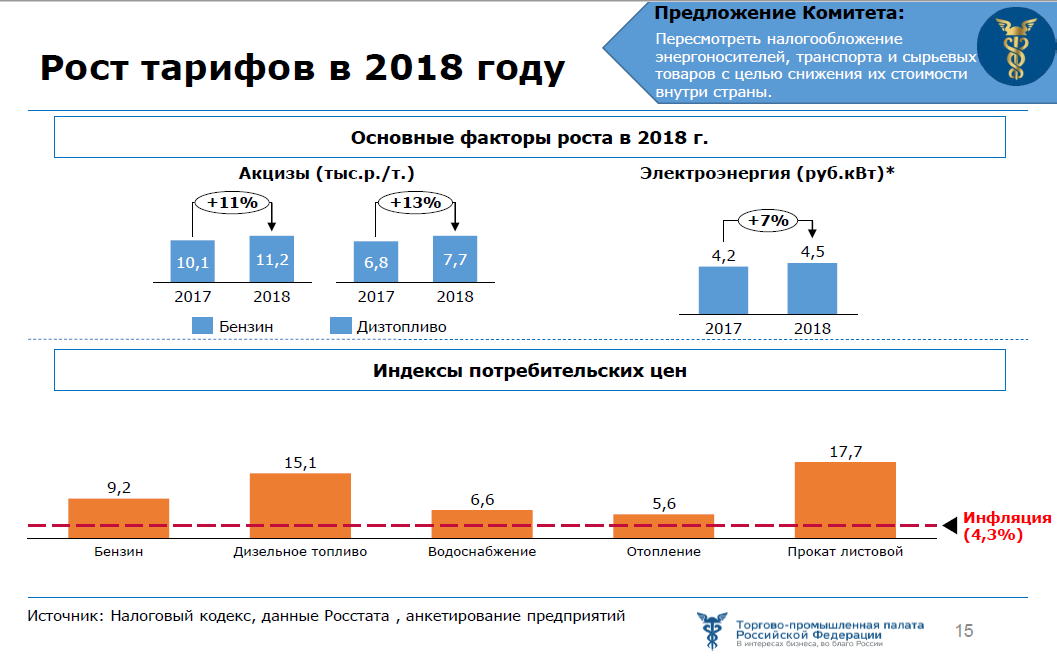 Предложение Комитета:
Пересмотреть налогообложение
энергоносителей, транспорта и сырьевых
товаров с целью снижения их стоимости
внутри страны.
Рост тарифов в 2018 году
Основные факторы роста в 2018 г.
Акцизы (тыс.р./т.)
+11%
+13%
10,1
11,2
6,8
7,7
2017
2018
2017
2018
Бензин
Дизтопливо
Электроэнергия (руб.кВт)*
+7%
4,2
4,5
2017
2018
Индексы потребительских цен
9,2
15,1
6,6
5,6
17,7
Инфляция
(4,3%)
Бензин
Дизельное топливо
Водоснабжение
Отопление
Прокат листовой
Источник: Налоговый кодекс, данные Росстата , анкетирование предприятий
Торгово-промышленная палата
Российской Федерации
В интересах бизнеса, во благо России
15